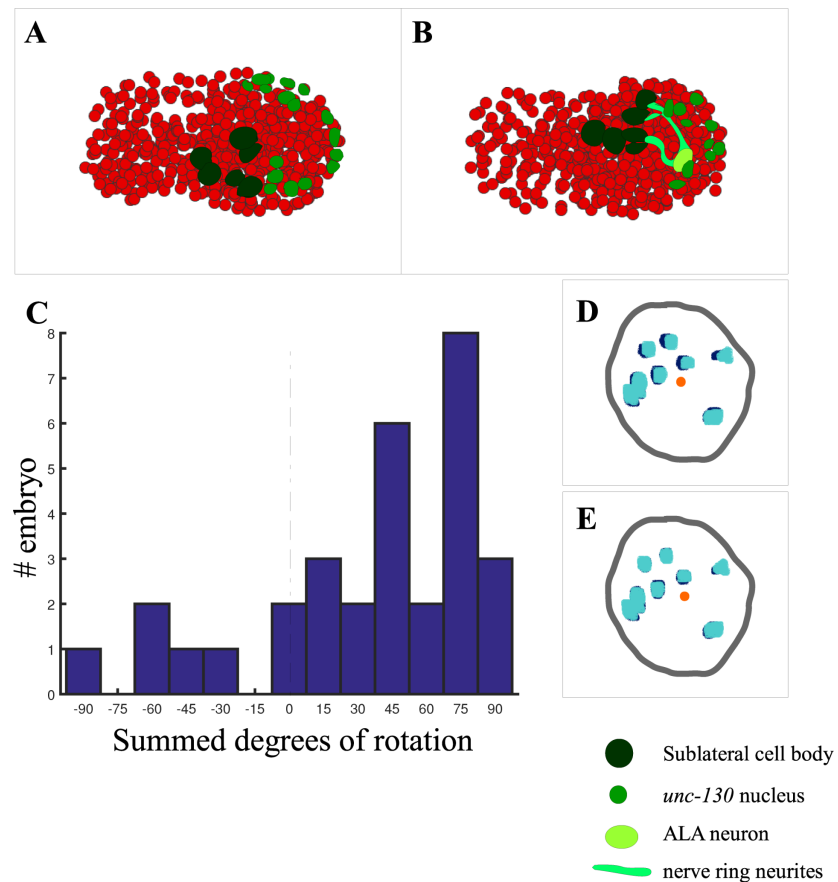 A
B
C
8
7
6
5
4
3
2
1
0
# embryo
-90 -75 -60 -45 -30 -15 0 15 30 45 60 75 90
Summed degrees of rotation
D
E
Sublateral cell body
unc-130 nucleus
ALA neuron
nerve ring neurites